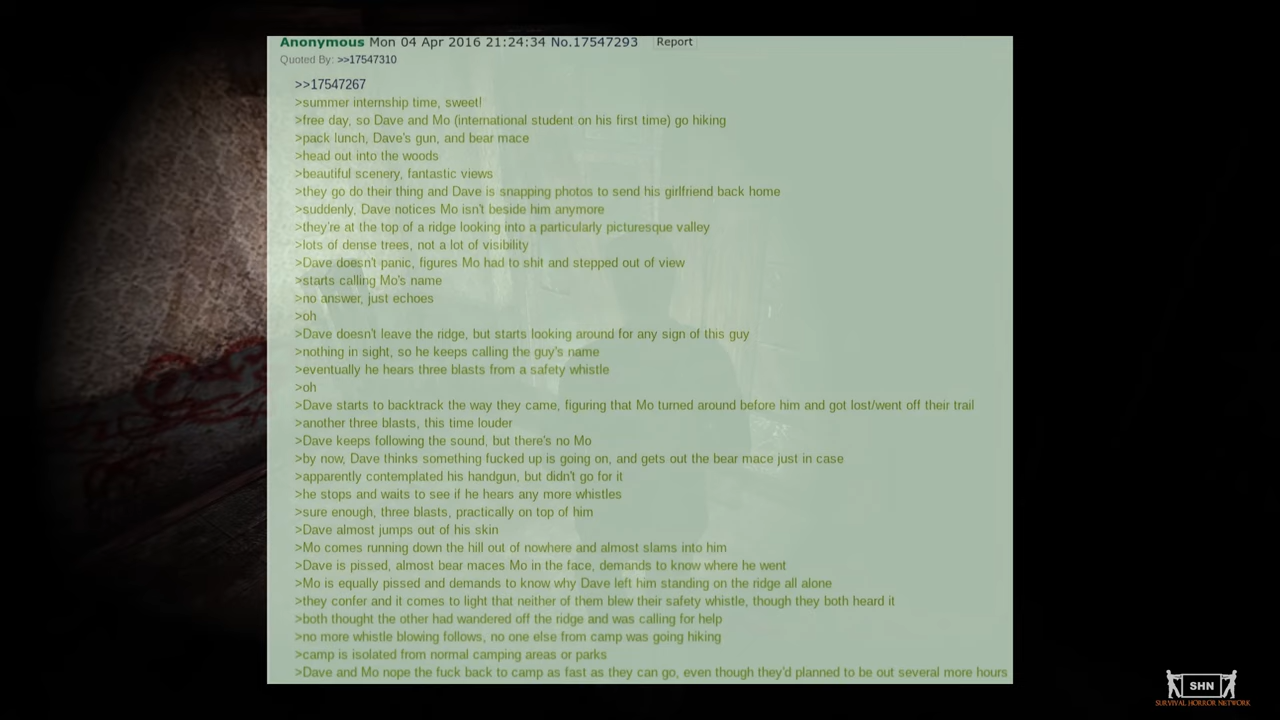 Anonymous Mon 04 Apr 2016 21:24:34 No.17547293 Report
Quoted By: >>17547310
>>17547267
>summer internship time, sweet!
>free day, so Dave and Mo (international student on his first time) go hiking
>pack lunch, Dave's gun, and bear mace
>head out into the woods
>beautiful scenery, fantastic views
>they go do their thing and Dave is snapping photos to send his girlfriend back home
>suddenly, Dave notices Mo isn't beside him anymore
>they're at the top of a ridge looking into a particularly picturesque valley
>lots of dense trees, not a lot of visibility
>Dave doesn't panic, figures Mo had to shit and stepped out of view
>starts calling Mo's name
>no answer, just echoes
>oh
>Dave doesn't leave the ridge, but starts looking around for any sign of this guy
>nothing in sight, so he keeps calling the guy's name
>eventually he hears three blasts from a safety whistle
>oh
>Dave starts to backtrack the way they came, figuring that Mo turned around before him and got lost/went off their trail
>another three blasts, this time louder
>Dave keeps following the sound, but there's no Mo
>by now, Dave thinks something fucked up is going on, and gets out the bear mace just in case
>apparently contemplated his handgun, but didn't go for it
>he stops and waits to see if he hears any more whistles
>sure enough, three blasts, practically on top of him
>Dave almost jumps out of his skin
>Mo comes running down the hill out of nowhere and almost slams into him
>Dave is pissed, almost bear maces Mo in the face, demands to know where he went
>Mo is equally pissed and demands to know why Dave left him standing on the ridge all alone
>they confer and it comes to light that neither of them blew their safety whistle, though they both heard it
>both thought the other had wandered off the ridge and was calling for help
>no more whistle blowing follows, no one else from camp was going hiking
>camp is isolated from normal camping areas or parks
>Dave and Mo nope the fuck back to camp as fast as they can go, even though they'd planned to be out several more hours
SHN
SURVIVAL HORROR NETWORK